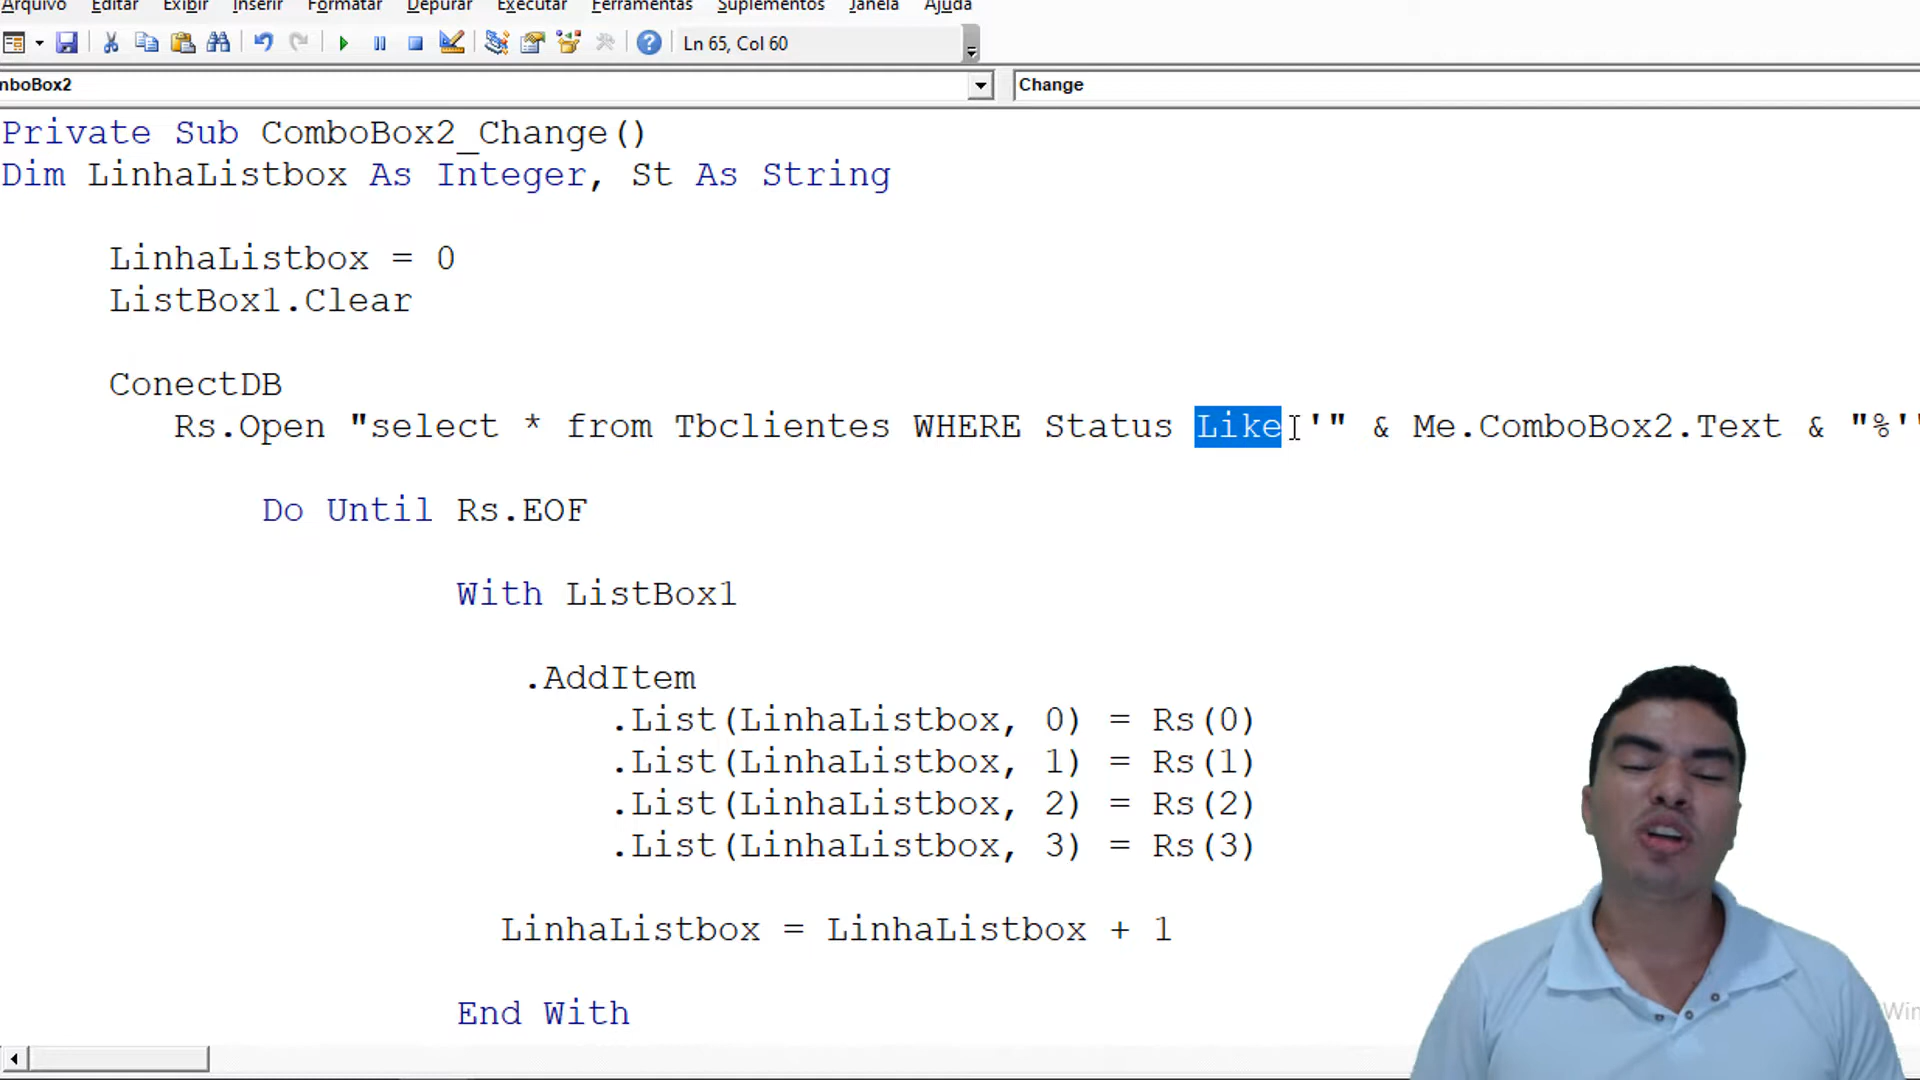 Arquivo Editar Exibir Inserir Formatar Depurar Executar Ferramentas Suplementos Janela Ajuda
Ln 65, Col 60
mboBox2 Change
Private Sub ComboBox2_Change()
Dim LinhaListbox As Integer, St As String
LinhaListbox = 0
ListBox1.Clear
ConectDB
Rs.Open "select * from Tbclientes WHERE Status Like '" & Me.ComboBox2.Text & "%'
Do Until Rs.EOF
With ListBox1
.AddItem
.List(LinhaListbox, 0) = Rs(0)
.List(LinhaListbox, 1) = Rs(1)
.List(LinhaListbox, 2) = Rs(2)
.List(LinhaListbox, 3) = Rs(3)
LinhaListbox = LinhaListbox + 1
End With
Win